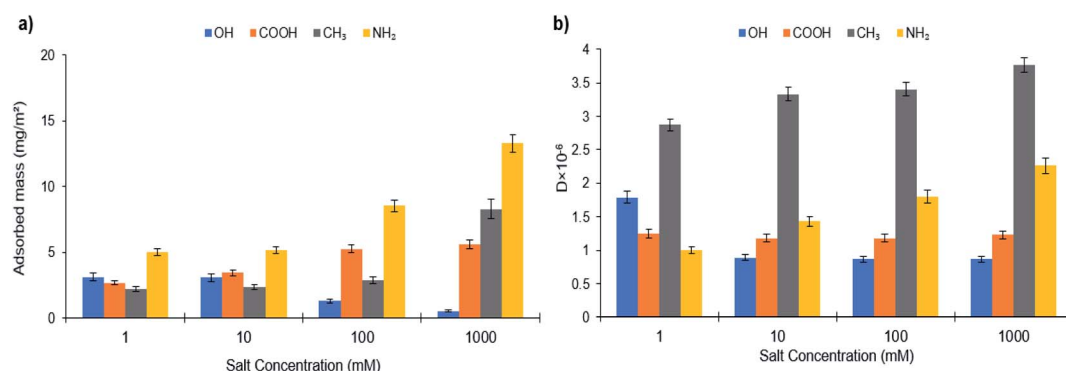 a)
OH COOH CH₃ NH₂
Adsorbed mass (mg/m²)
20
15
10
5
0
1 10 100 1000
Salt Concentration (mM)
b)
OH COOH CH₃ NH₂
D×10⁻⁶
4
3.5
3
2.5
2
1.5
1
0.5
0
1 10 100 1000
Salt Concentration (mM)